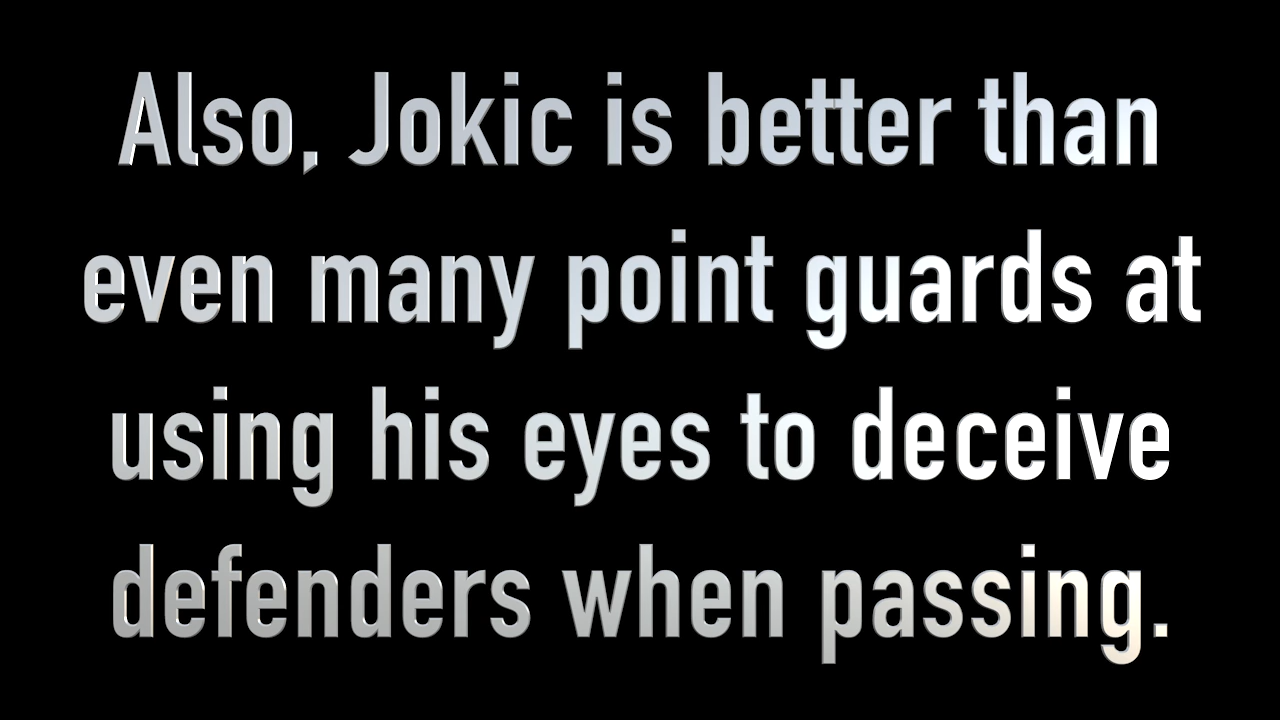 Also, Jokic is better than
even many point guards at
using his eyes to deceive
defenders when passing.